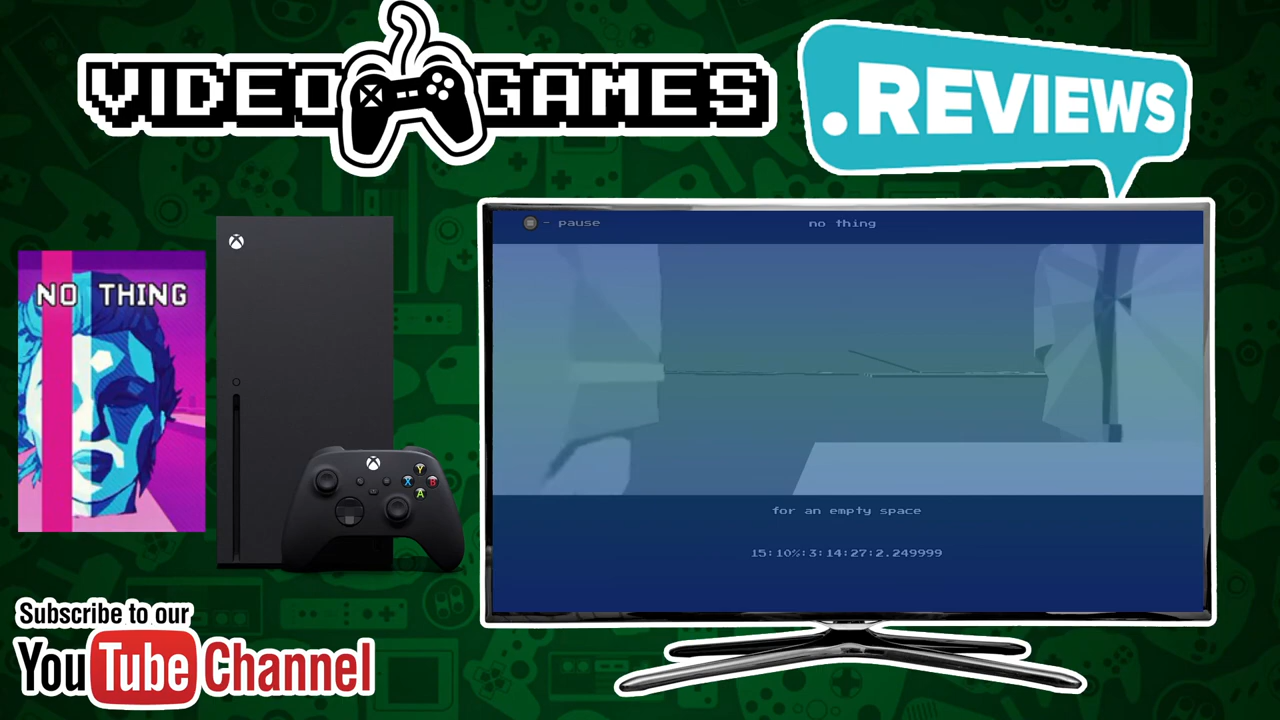 VIDEO GAMES
.REVIEWS
- pause
no thing
NO THING
Y
X B
A
for an empty space
15:10%:3:14:27:2.249999
Subscribe to our
YouTube Channel